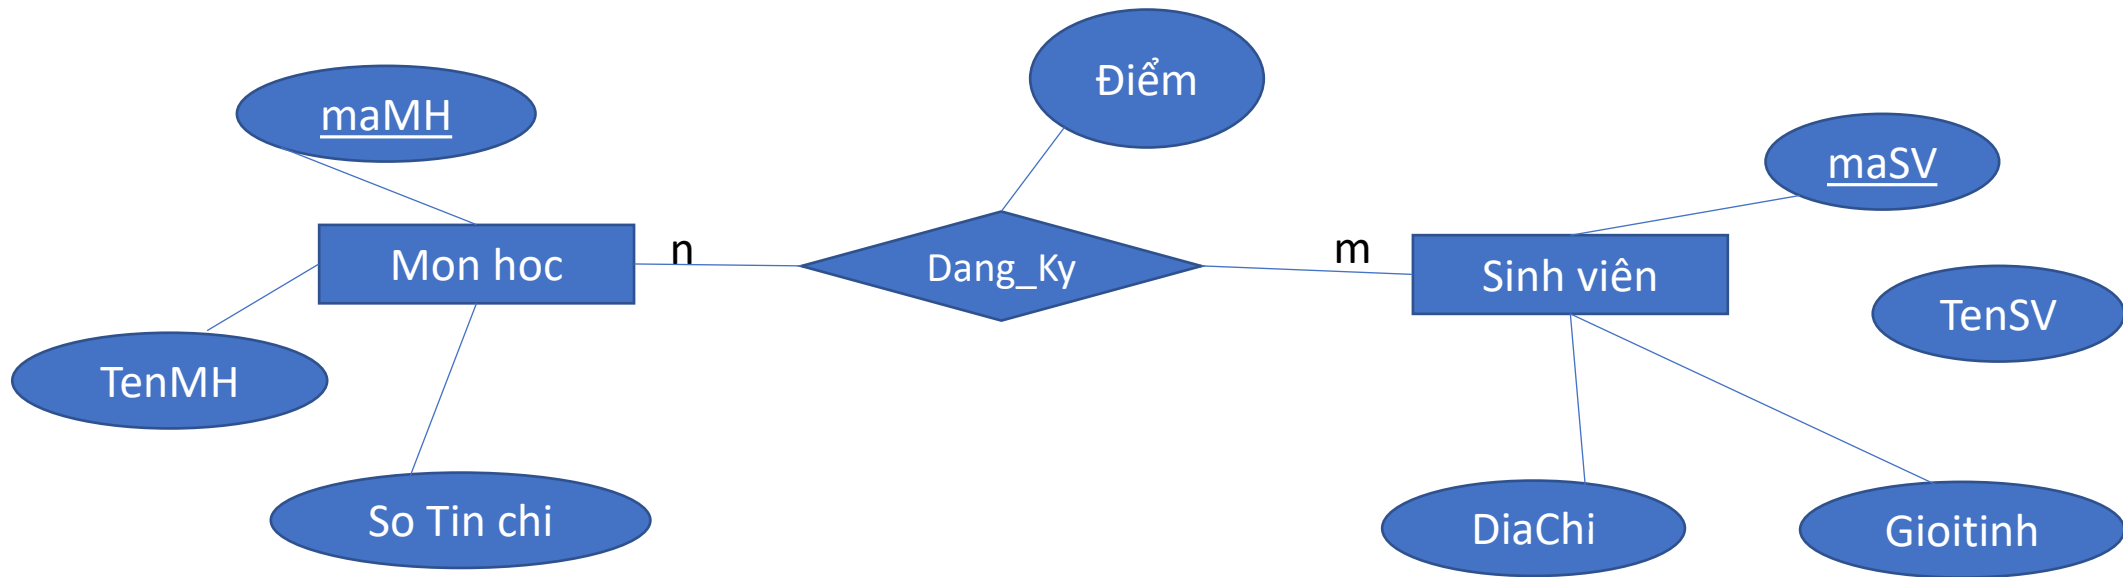 Điểm
maMH
maSV
Mon hoc
n
Dang_Ky
m
Sinh viên
TenSV
TenMH
So Tin chi
DiaChi
Gioitinh